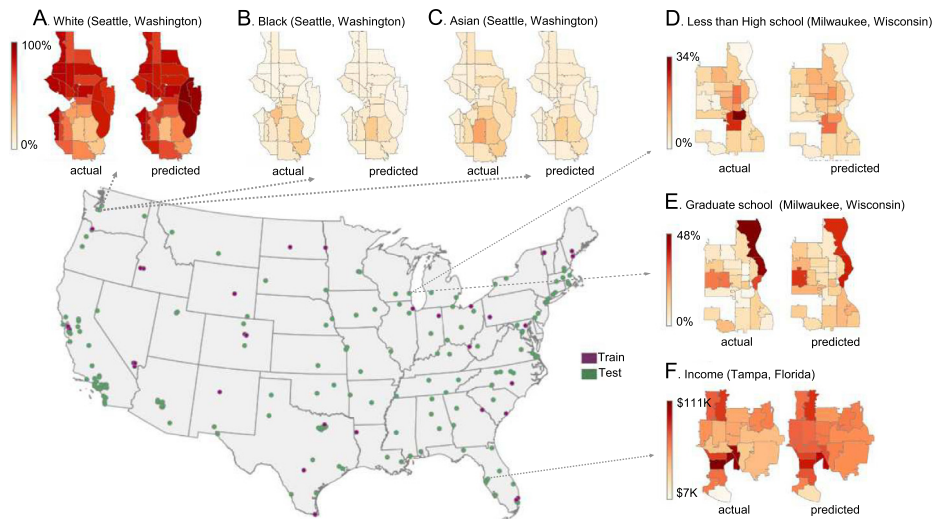 A. White (Seattle, Washington)
100%
0%
actual predicted
B. Black (Seattle, Washington)
actual predicted
C. Asian (Seattle, Washington)
actual predicted
D. Less than High school (Milwaukee, Wisconsin)
34%
0%
actual predicted
E. Graduate school (Milwaukee, Wisconsin)
48%
0%
actual predicted
Train
Test
F. Income (Tampa, Florida)
$111K
$7K
actual predicted